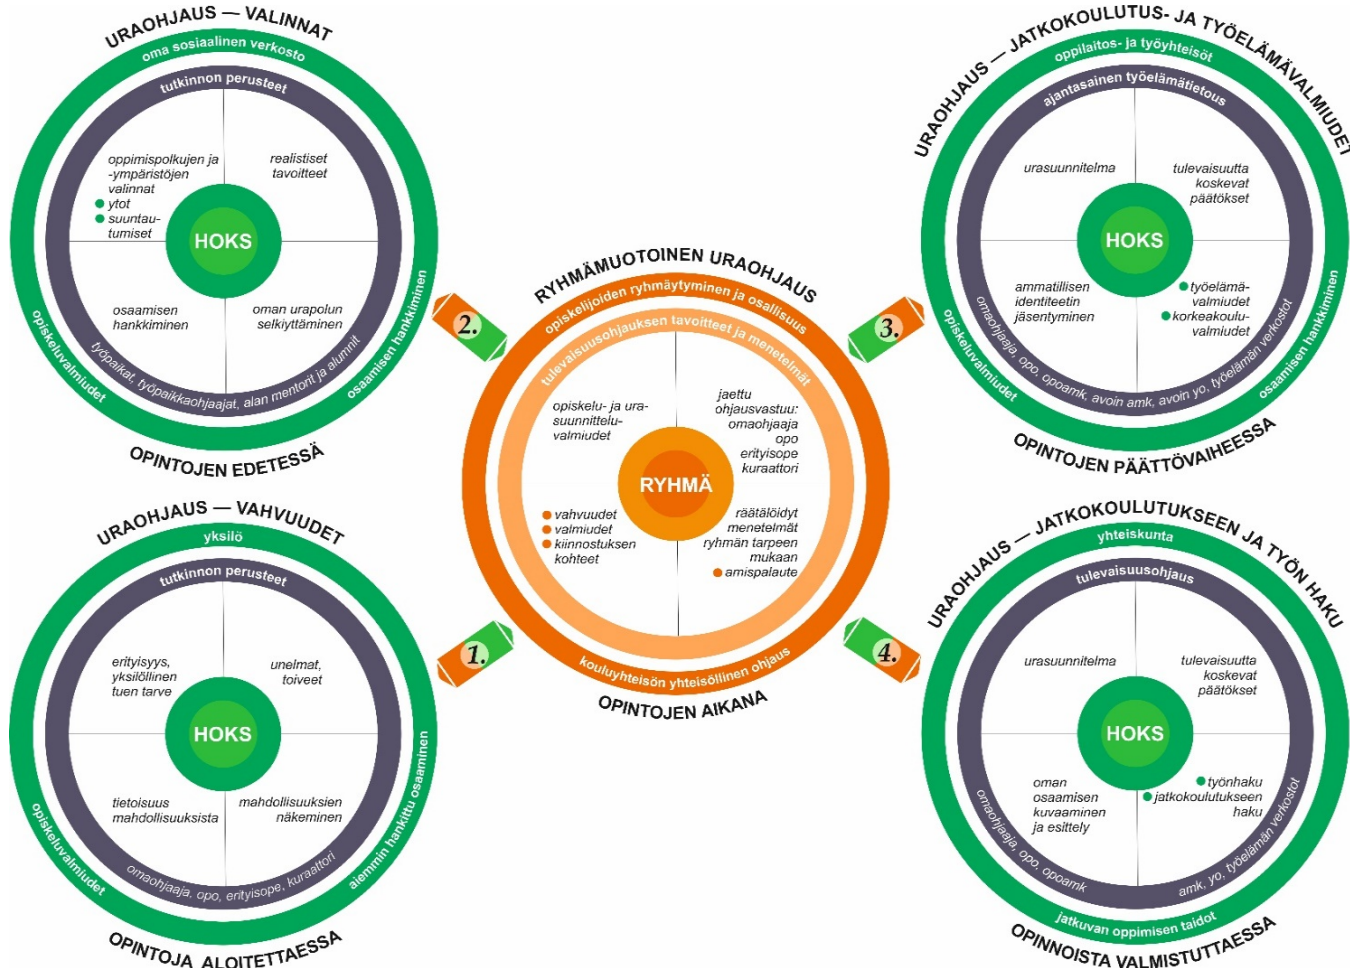 URAOHJAUS — VALINNAT
oma sosiaalinen verkosto
tutkinnon perusteet
oppimispolkujen ja
-ympäristöjen
valinnat
ytot
suuntau-
tumiset
realistiset
tavoitteet
HOKS
osaamisen
hankkiminen
oman urapolun
selkiyttäminen
työpaikat, työpaikkaohjaajat, alan mentorit ja alumnit
opiskeluvalmiudet
osaamisen hankkiminen
OPINTOJEN EDETESSÄ
2.
URAOHJAUS — JATKOKOULUTUS- JA TYÖELÄMÄVALMIUDET
oppilaitos- ja työyhteisöt
ajantasainen työelämätietous
urasuunnitelma
tulevaisuutta
koskevat
päätökset
HOKS
ammatillisen
identiteetin
jäsentyminen
työelämä-
valmiudet
korkeakoulu-
valmiudet
omaohjaaja, opo, opoamk, avoin amk, avoin yo, työelämän verkostot
opiskeluvalmiudet
osaamisen hankkiminen
OPINTOJEN PÄÄTTÖVAIHEESSA
3.
RYHMÄMUOTOINEN URAOHJAUS
opiskelijoiden ryhmäytyminen ja osallisuus
tulevaisuusohjauksen tavoitteet ja menetelmät
opiskelu- ja ura-
suunnittelu-
valmiudet
jaettu
ohjausvastuu:
omaohjaaja
opo
erityisope
kuraattori
RYHMÄ
vahvuudet
valmiudet
kiinnostuksen
kohteet
räätälöidyt
menetelmät
ryhmän tarpeen
mukaan
amispalaute
kouluyhteisön yhteisöllinen ohjaus
OPINTOJEN AIKANA
URAOHJAUS — VAHVUUDET
yksilö
tutkinnon perusteet
erityisyys,
yksilöllinen
tuen tarve
unelmat,
toiveet
HOKS
tietoisuus
mahdollisuuksista
mahdollisuuksien
näkeminen
omaohjaaja, opo, erityisope, kuraattori
opiskeluvalmiudet
aiemmin hankittu osaaminen
OPINTOJA ALOITETTAESSA
1.
URAOHJAUS — JATKOKOULUTUKSEEN JA TYÖN HAKU
yhteiskunta
tulevaisuusohjaus
urasuunnitelma
tulevaisuutta
koskevat
päätökset
HOKS
oman
osaamisen
kuvaaminen
ja esittely
työnhaku
jatkokoulutukseen
haku
omaohjaaja, opo, opoamk
amk, yo, työelämän verkostot
jatkuvan oppimisen taidot
OPINNOISTA VALMISTUTTAESSA
4.